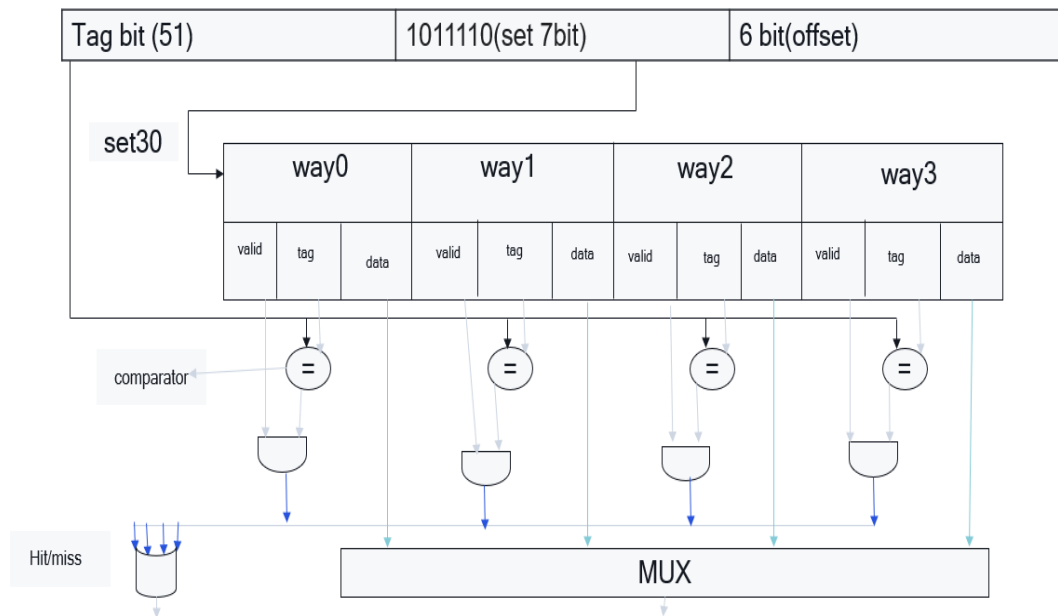 Tag bit (51) 1011110(set 7bit) 6 bit(offset)
set30
way0 way1 way2 way3
valid tag data valid tag data valid tag data valid tag data
= = = =
comparator
Hit/miss
MUX